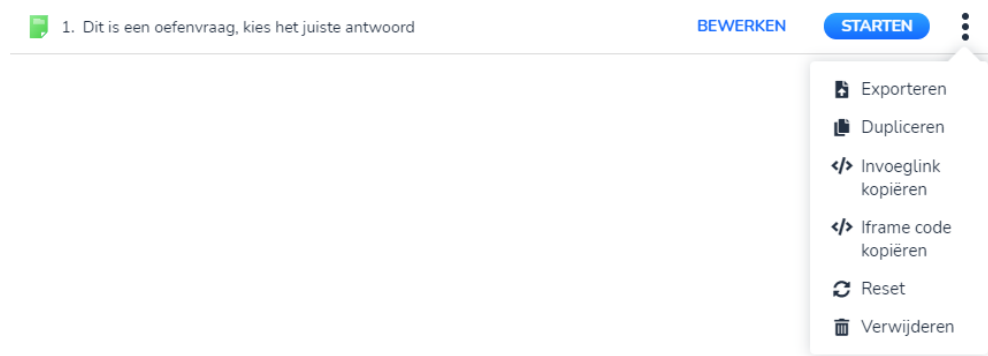 1. Dit is een oefenvraag, kies het juiste antwoord BEWERKEN STARTEN
Exporteren
Dupliceren
Invoeglink
kopiëren
Iframe code
kopiëren
Reset
Verwijderen